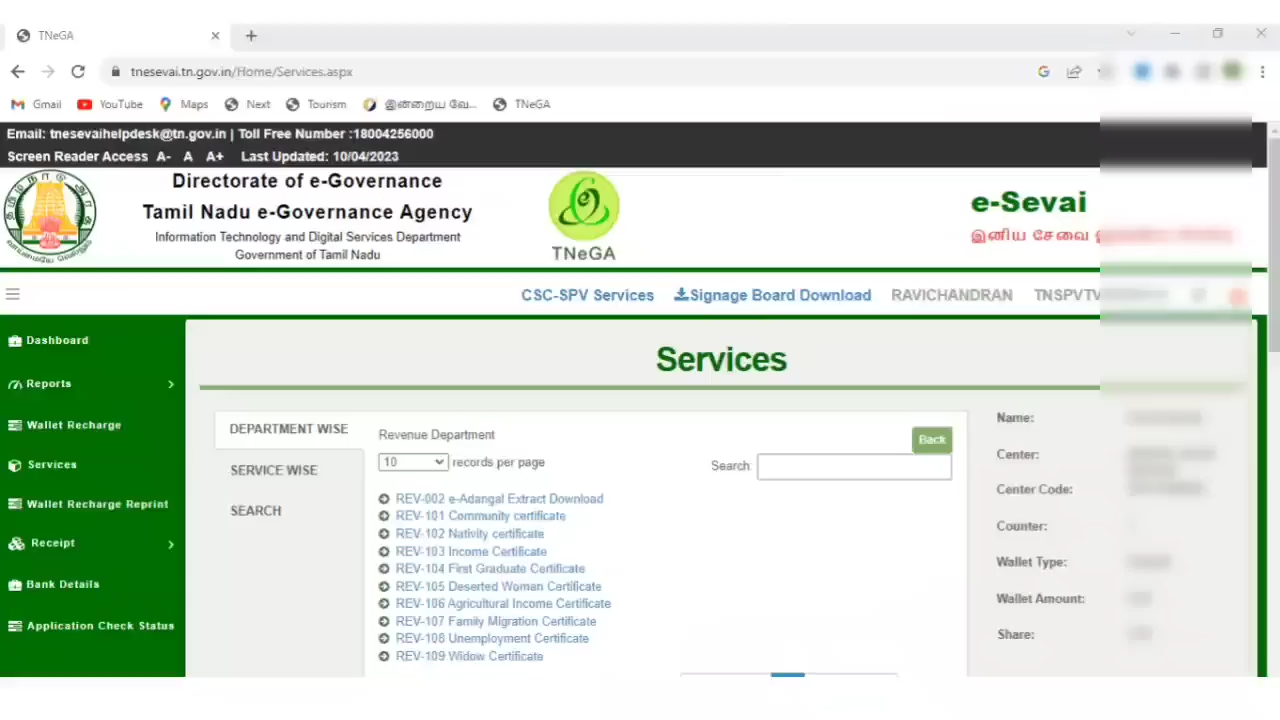 TNeGA
tnesevai.tn.gov.in/Home/Services.aspx
Gmail YouTube Maps Next Tourism இன்றைய வே... TNeGA
Email: tnesevaihelpdesk@tn.gov.in | Toll Free Number :18004256000
Screen Reader Access A- A A+ Last Updated: 10/04/2023
Directorate of e-Governance
Tamil Nadu e-Governance Agency
Information Technology and Digital Services Department
Government of Tamil Nadu
TNeGA
e-Sevai
இனிய சேவை
CSC-SPV Services Signage Board Download RAVICHANDRAN TNSPVTV
Dashboard
Reports
Wallet Recharge
Services
Wallet Recharge Reprint
Receipt
Bank Details
Application Check Status
Services
DEPARTMENT WISE
SERVICE WISE
SEARCH
Revenue Department
Back
10 records per page
Search:
REV-002 e-Adangal Extract Download
REV-101 Community certificate
REV-102 Nativity certificate
REV-103 Income Certificate
REV-104 First Graduate Certificate
REV-105 Deserted Woman Certificate
REV-106 Agricultural Income Certificate
REV-107 Family Migration Certificate
REV-108 Unemployment Certificate
REV-109 Widow Certificate
Name:
Center:
Center Code:
Counter:
Wallet Type:
Wallet Amount:
Share: